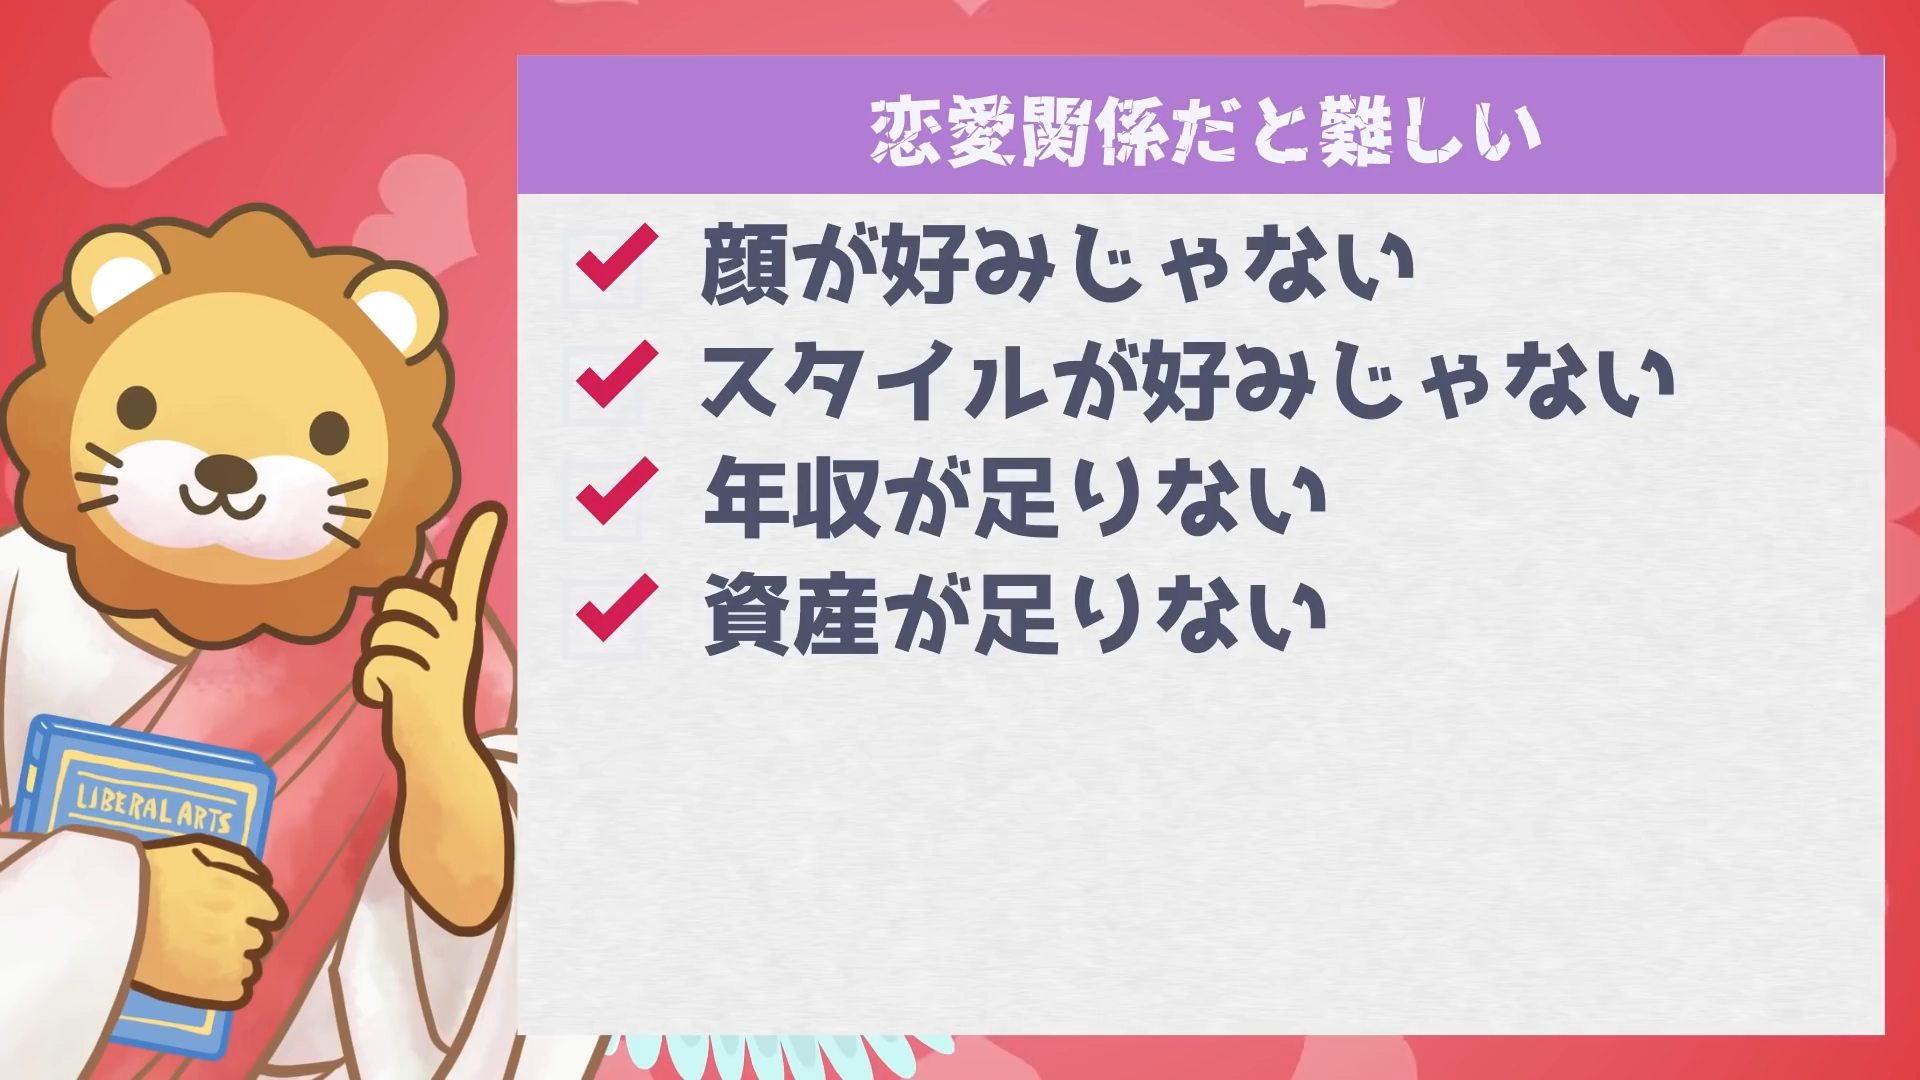 恋愛関係だと難しい
顔が好みじゃない
スタイルが好みじゃない
年収が足りない
資産が足りない
LIBERAL ARTS